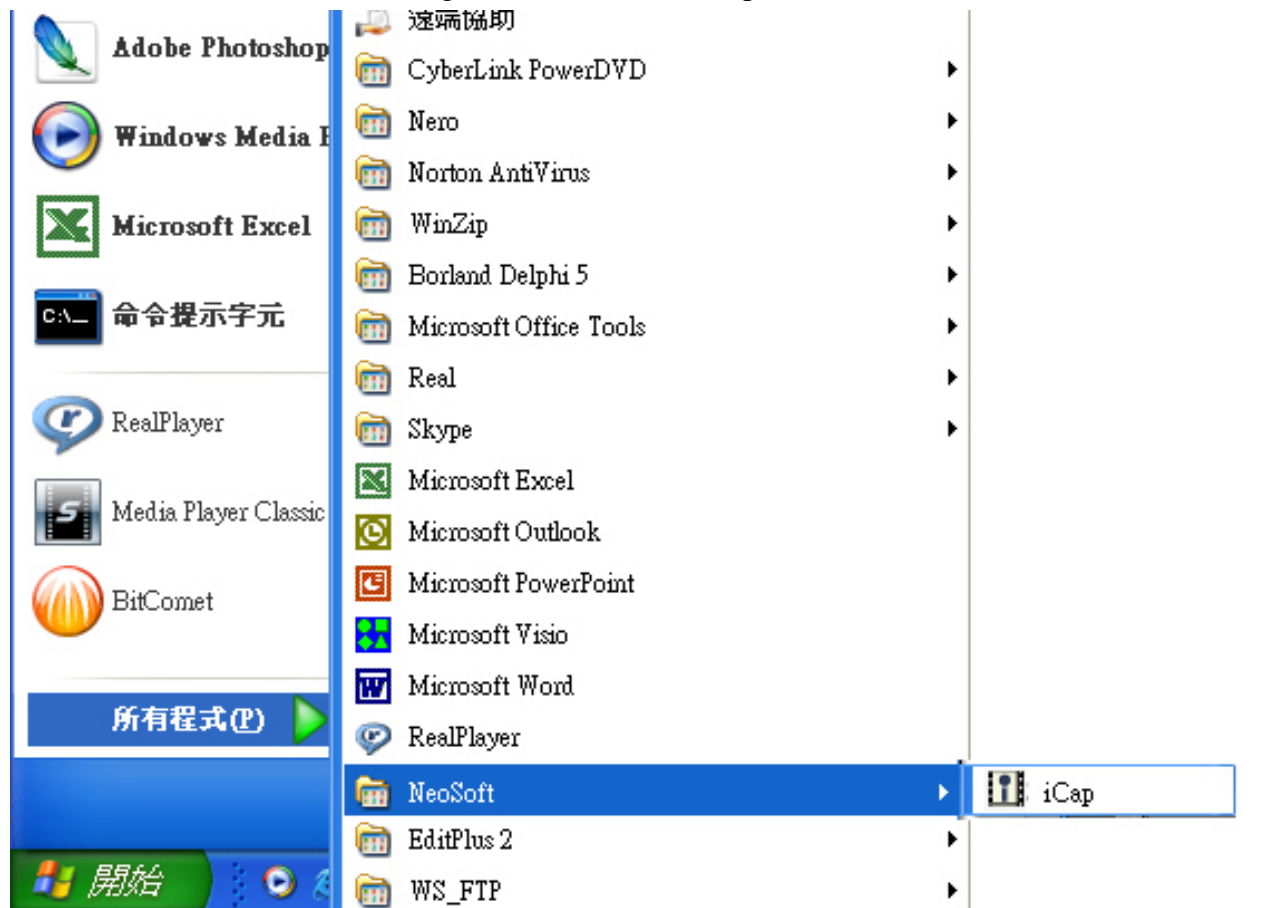 Adobe Photoshop
Windows Media
Microsoft Excel
C:\_
命令提示字元
RealPlayer
Media Player Classic
BitComet
所有程式(P)
開始
遠端協助
CyberLink PowerDVD
Nero
Norton AntiVirus
WinZip
Borland Delphi 5
Microsoft Office Tools
Real
Skype
Microsoft Excel
Microsoft Outlook
Microsoft PowerPoint
Microsoft Visio
Microsoft Word
RealPlayer
NeoSoft
EditPlus 2
WS_FTP
iCap